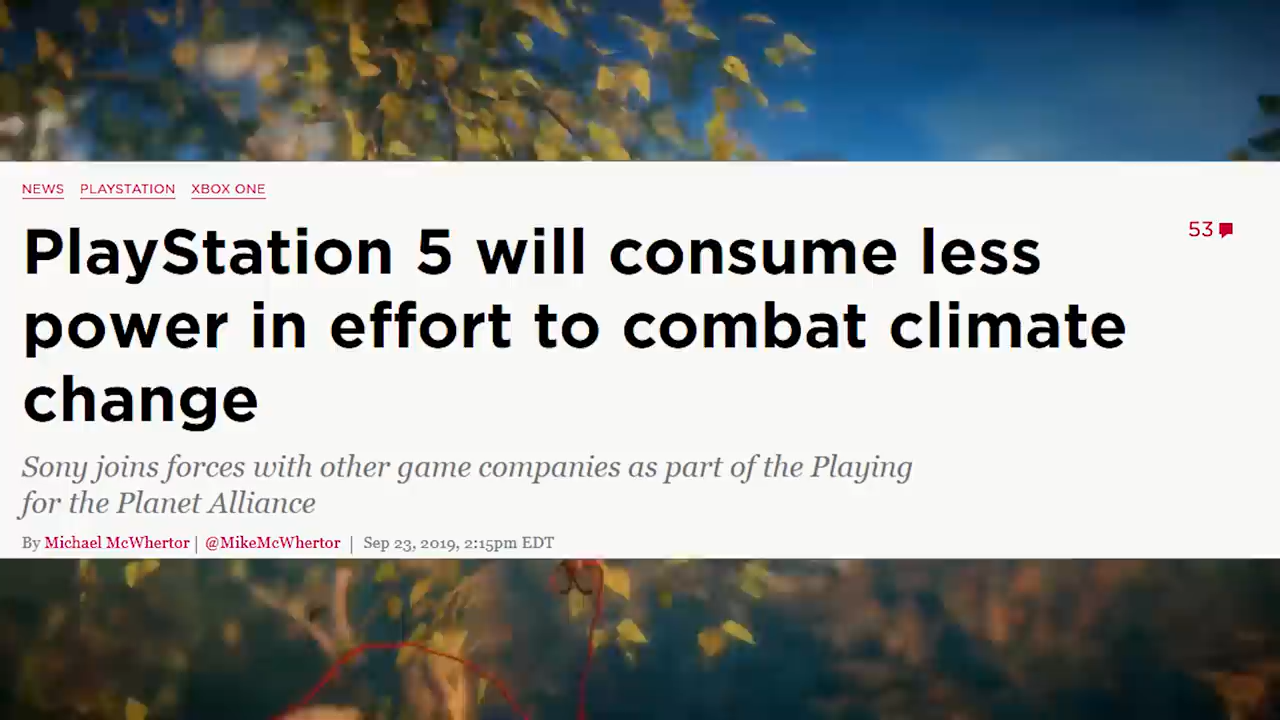 NEWS PLAYSTATION XBOX ONE
53
PlayStation 5 will consume less
power in effort to combat climate
change
Sony joins forces with other game companies as part of the Playing
for the Planet Alliance
By Michael McWhertor | @MikeMcWhertor | Sep 23, 2019, 2:15pm EDT